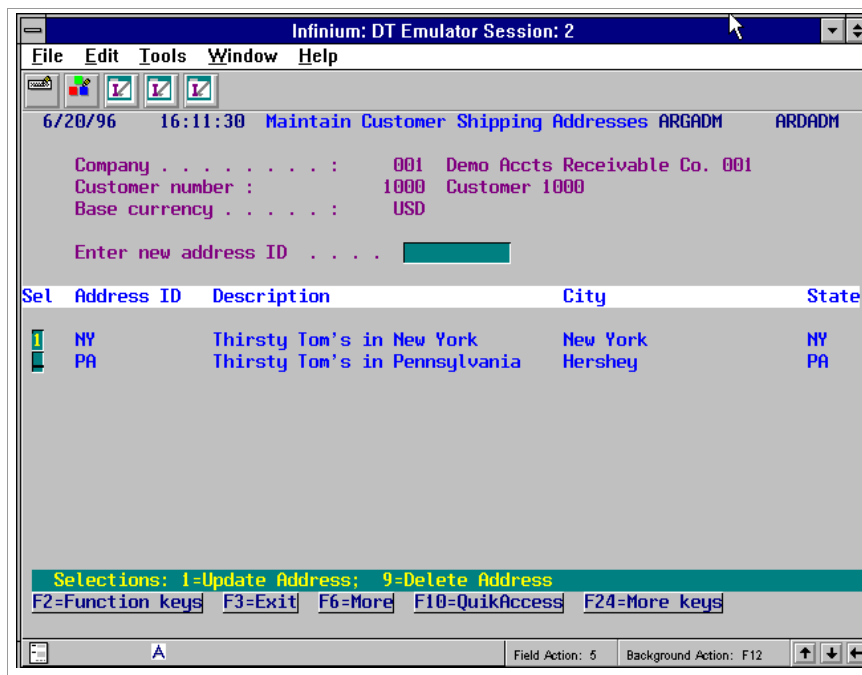 Infinium: DT Emulator Session: 2
File Edit Tools Window Help
6/20/96 16:11:30 Maintain Customer Shipping Addresses ARGADM ARDADM
Company . . . . . . . . : 001 Demo Accts Receivable Co. 001
Customer number : 1000 Customer 1000
Base currency . . . . . : USD
Enter new address ID . . . .
Sel Address ID Description City State
1 NY Thirsty Tom's in New York New York NY
PA Thirsty Tom's in Pennsylvania Hershey PA
Selections: 1=Update Address; 9=Delete Address
F2=Function keys F3=Exit F6=More F10=QuikAccess F24=More keys
A Field Action: 5 Background Action: F12